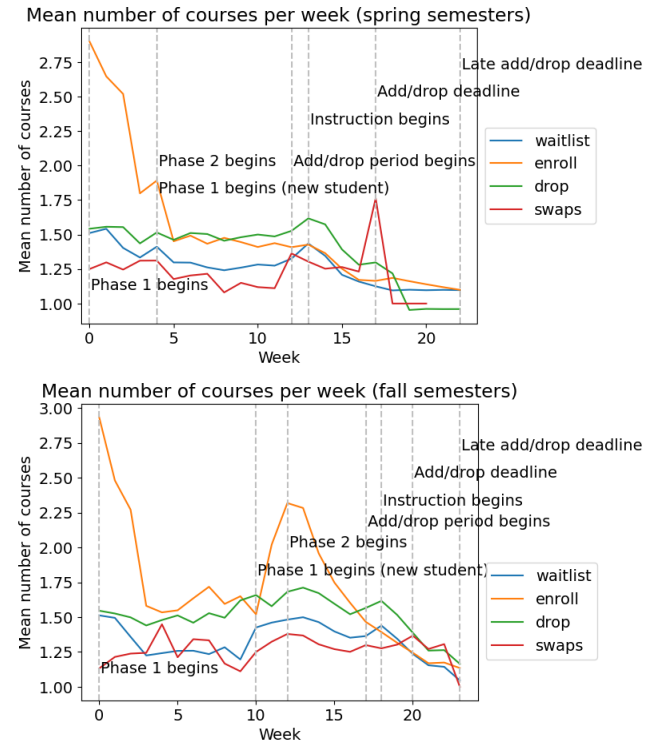 Mean number of courses per week (spring semesters)
Mean number of courses
2.75
2.50
2.25
2.00
1.75
1.50
1.25
1.00
Late add/drop deadline
Add/drop deadline
Instruction begins
Phase 2 begins
Add/drop period begins
Phase 1 begins (new student)
Phase 1 begins
waitlist
enroll
drop
swaps
0
5
10
15
20
Week
Mean number of courses per week (fall semesters)
Mean number of courses
3.00
2.75
2.50
2.25
2.00
1.75
1.50
1.25
1.00
Late add/drop deadline
Add/drop deadline
Instruction begins
Add/drop period begins
Phase 2 begins
Phase 1 begins (new student)
Phase 1 begins
waitlist
enroll
drop
swaps
0
5
10
15
20
Week